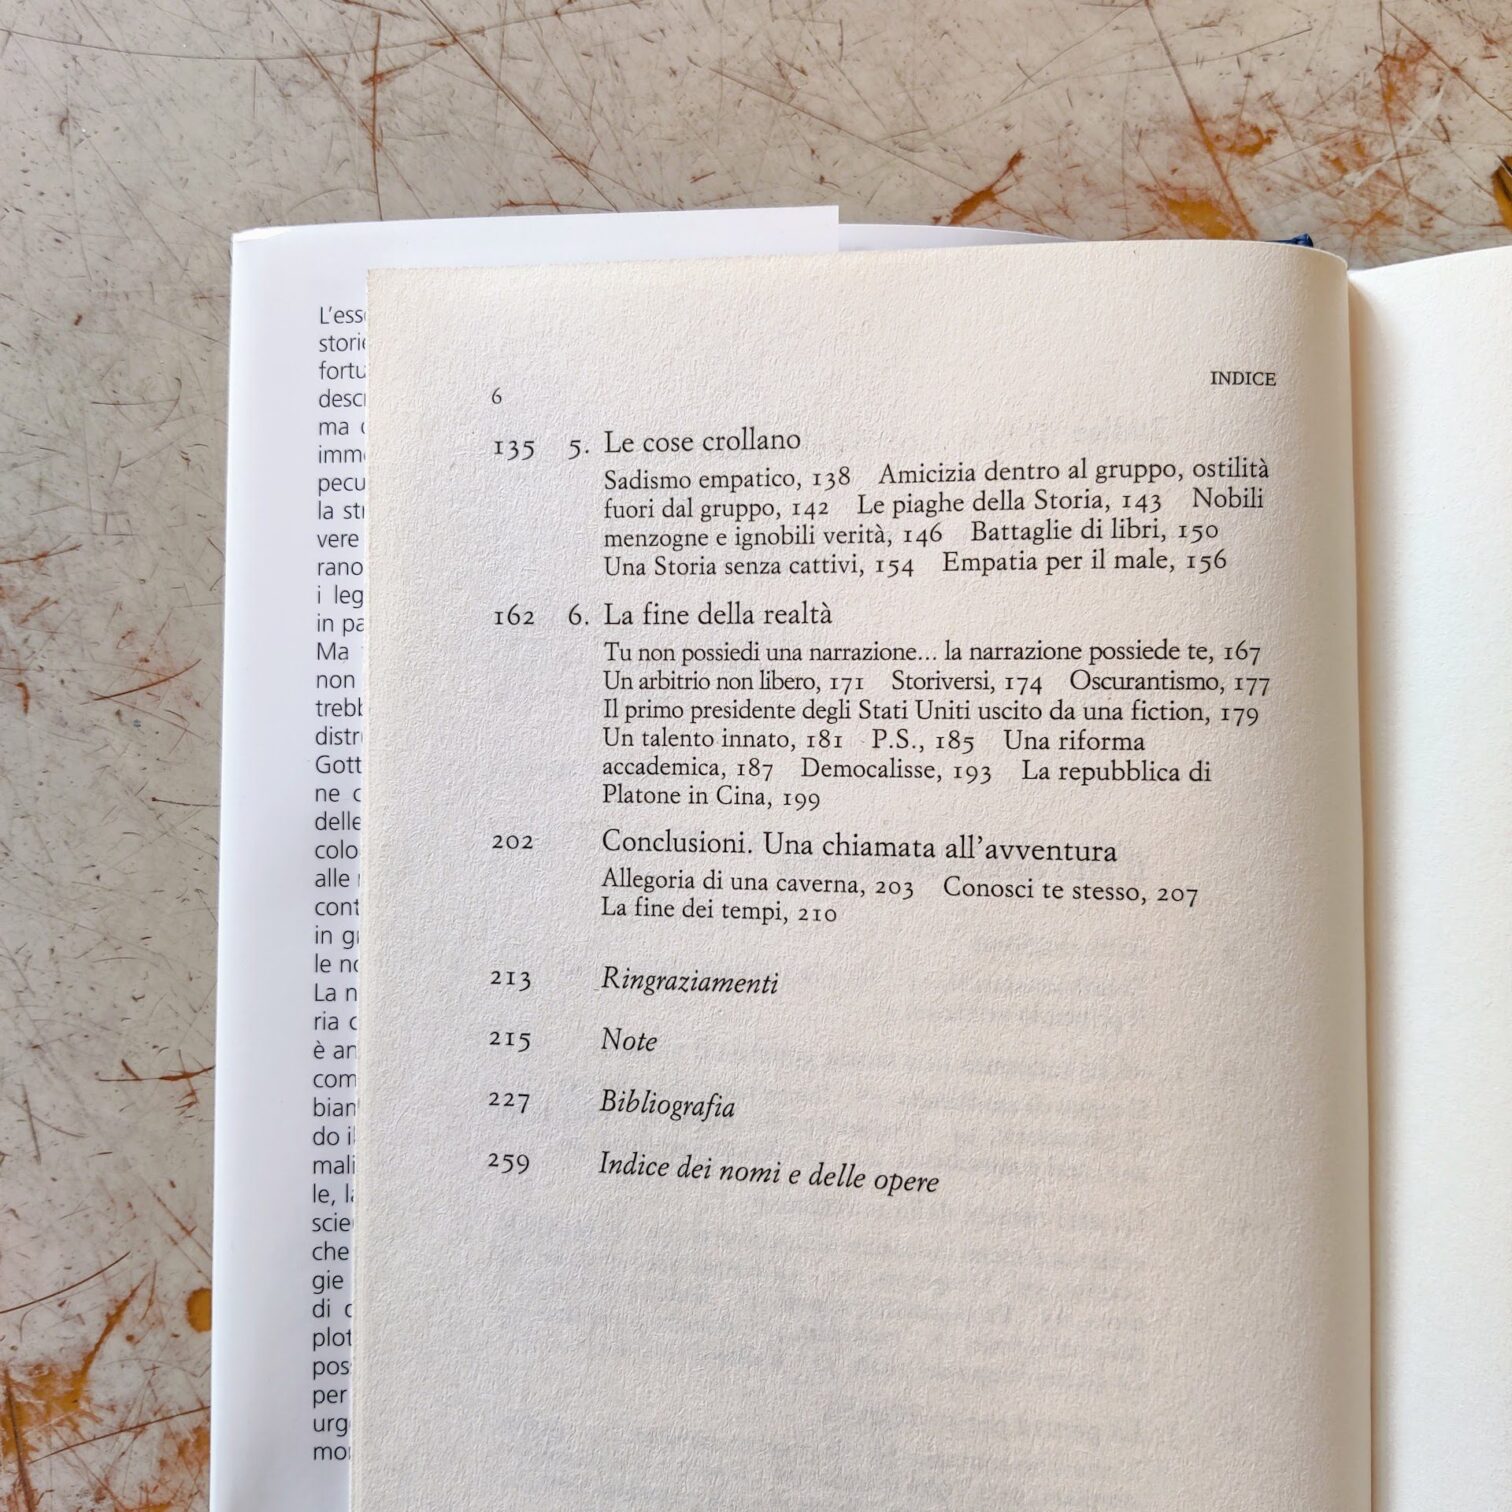 L'ess
storie
fortu
desc
ma
imm
pecu
la st
vere
rano
i leg
in pa
Ma
non
treb
distr
Gott
ne
delle
colo
alle
cont
in
le
La n
ria
è an
com
bian
do il
mali
le,
scie
che
gie
di
plot
pos
per
urg
mo
6
INDICE
135 5. Le cose crollano
Sadismo empatico, 138 Amicizia dentro al gruppo, ostilità
fuori dal gruppo, 142 Le piaghe della Storia, 143 Nobili
menzogne e ignobili verità, 146 Battaglie di libri, 150
Una Storia senza cattivi, 154 Empatia per il male, 156
162 6. La fine della realtà
Tu non possiedi una narrazione... la narrazione possiede te, 167
Un arbitrio non libero, 171 Storiversi, 174 Oscurantismo, 177
Il primo presidente degli Stati Uniti uscito da una fiction, 179
Un talento innato, 181 P.S., 185 Una riforma
accademica, 187 Democalisse, 193 La repubblica di
Platone in Cina, 199
202 Conclusioni. Una chiamata all'avventura
Allegoria di una caverna, 203 Conosci te stesso, 207
La fine dei tempi, 210
213 Ringraziamenti
215 Note
227 Bibliografia
259 Indice dei nomi e delle opere